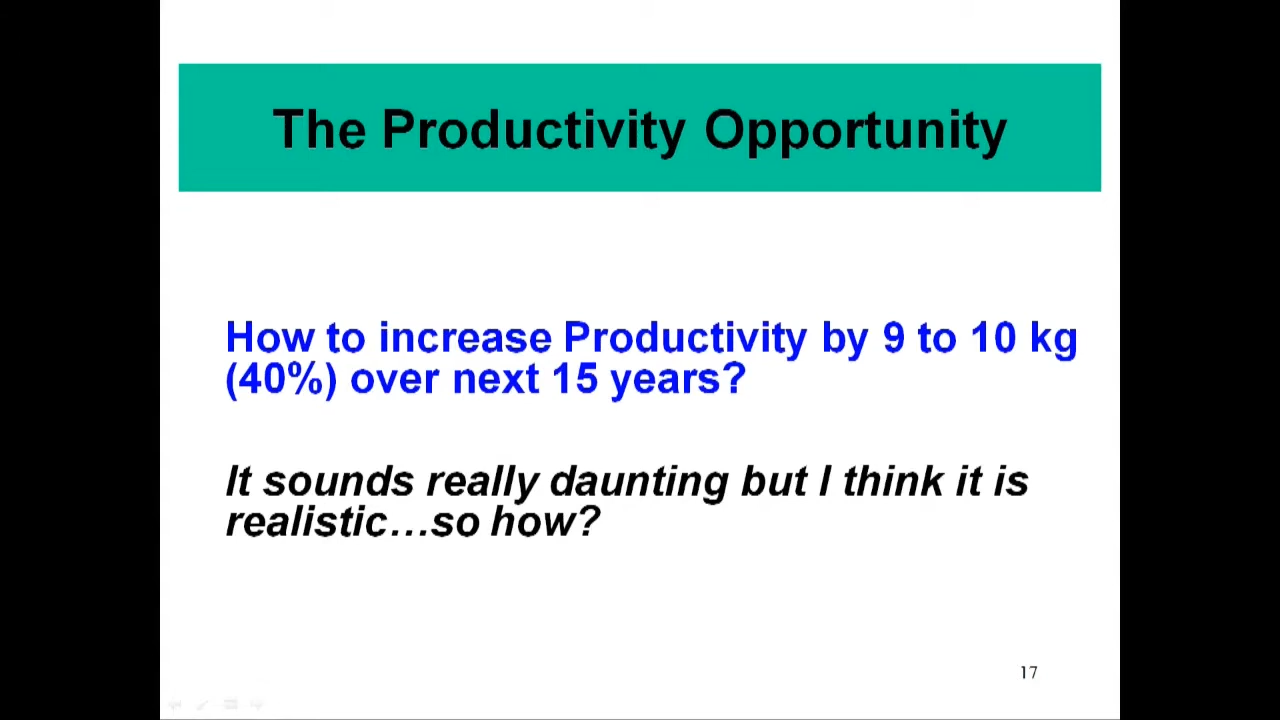 The Productivity Opportunity
How to increase Productivity by 9 to 10 kg
(40%) over next 15 years?
It sounds really daunting but I think it is
realistic…so how?
17